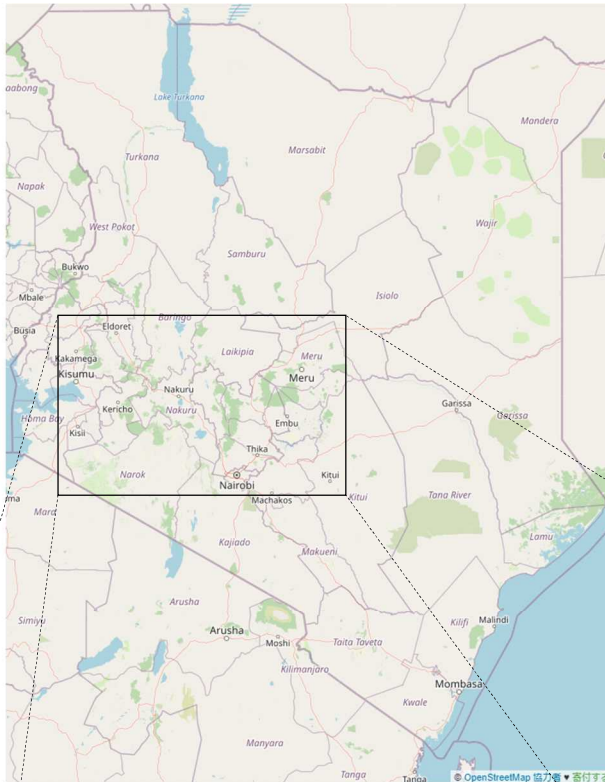 aabong
Lake Turkana
Mandera
Marsabit
Turkana
Napak
West Pokot
Wajir
Samburu
Bukwo
Isiolo
Mbale
Baringo
Busia
Eldoret
Laikipia
Kakamega
Meru
Kisumu
Meru
Nakuru
Kericho
Nakuru
Garissa
Garissa
Homa Bay
Embu
Kisii
Thika
Narok
Kitui
Nairobi
Kitui
Tana River
ma
Machakos
Mara
Lamu
Kajiado
Makueni
Arusha
Simiyu
Kilifi
Malindi
Arusha
Moshi
Taita Taveta
Kilimanjaro
Mombasa
Kwale
Manyara
Tanga
Tanga
© OpenStreetMap 協力者 ♥ 寄付する